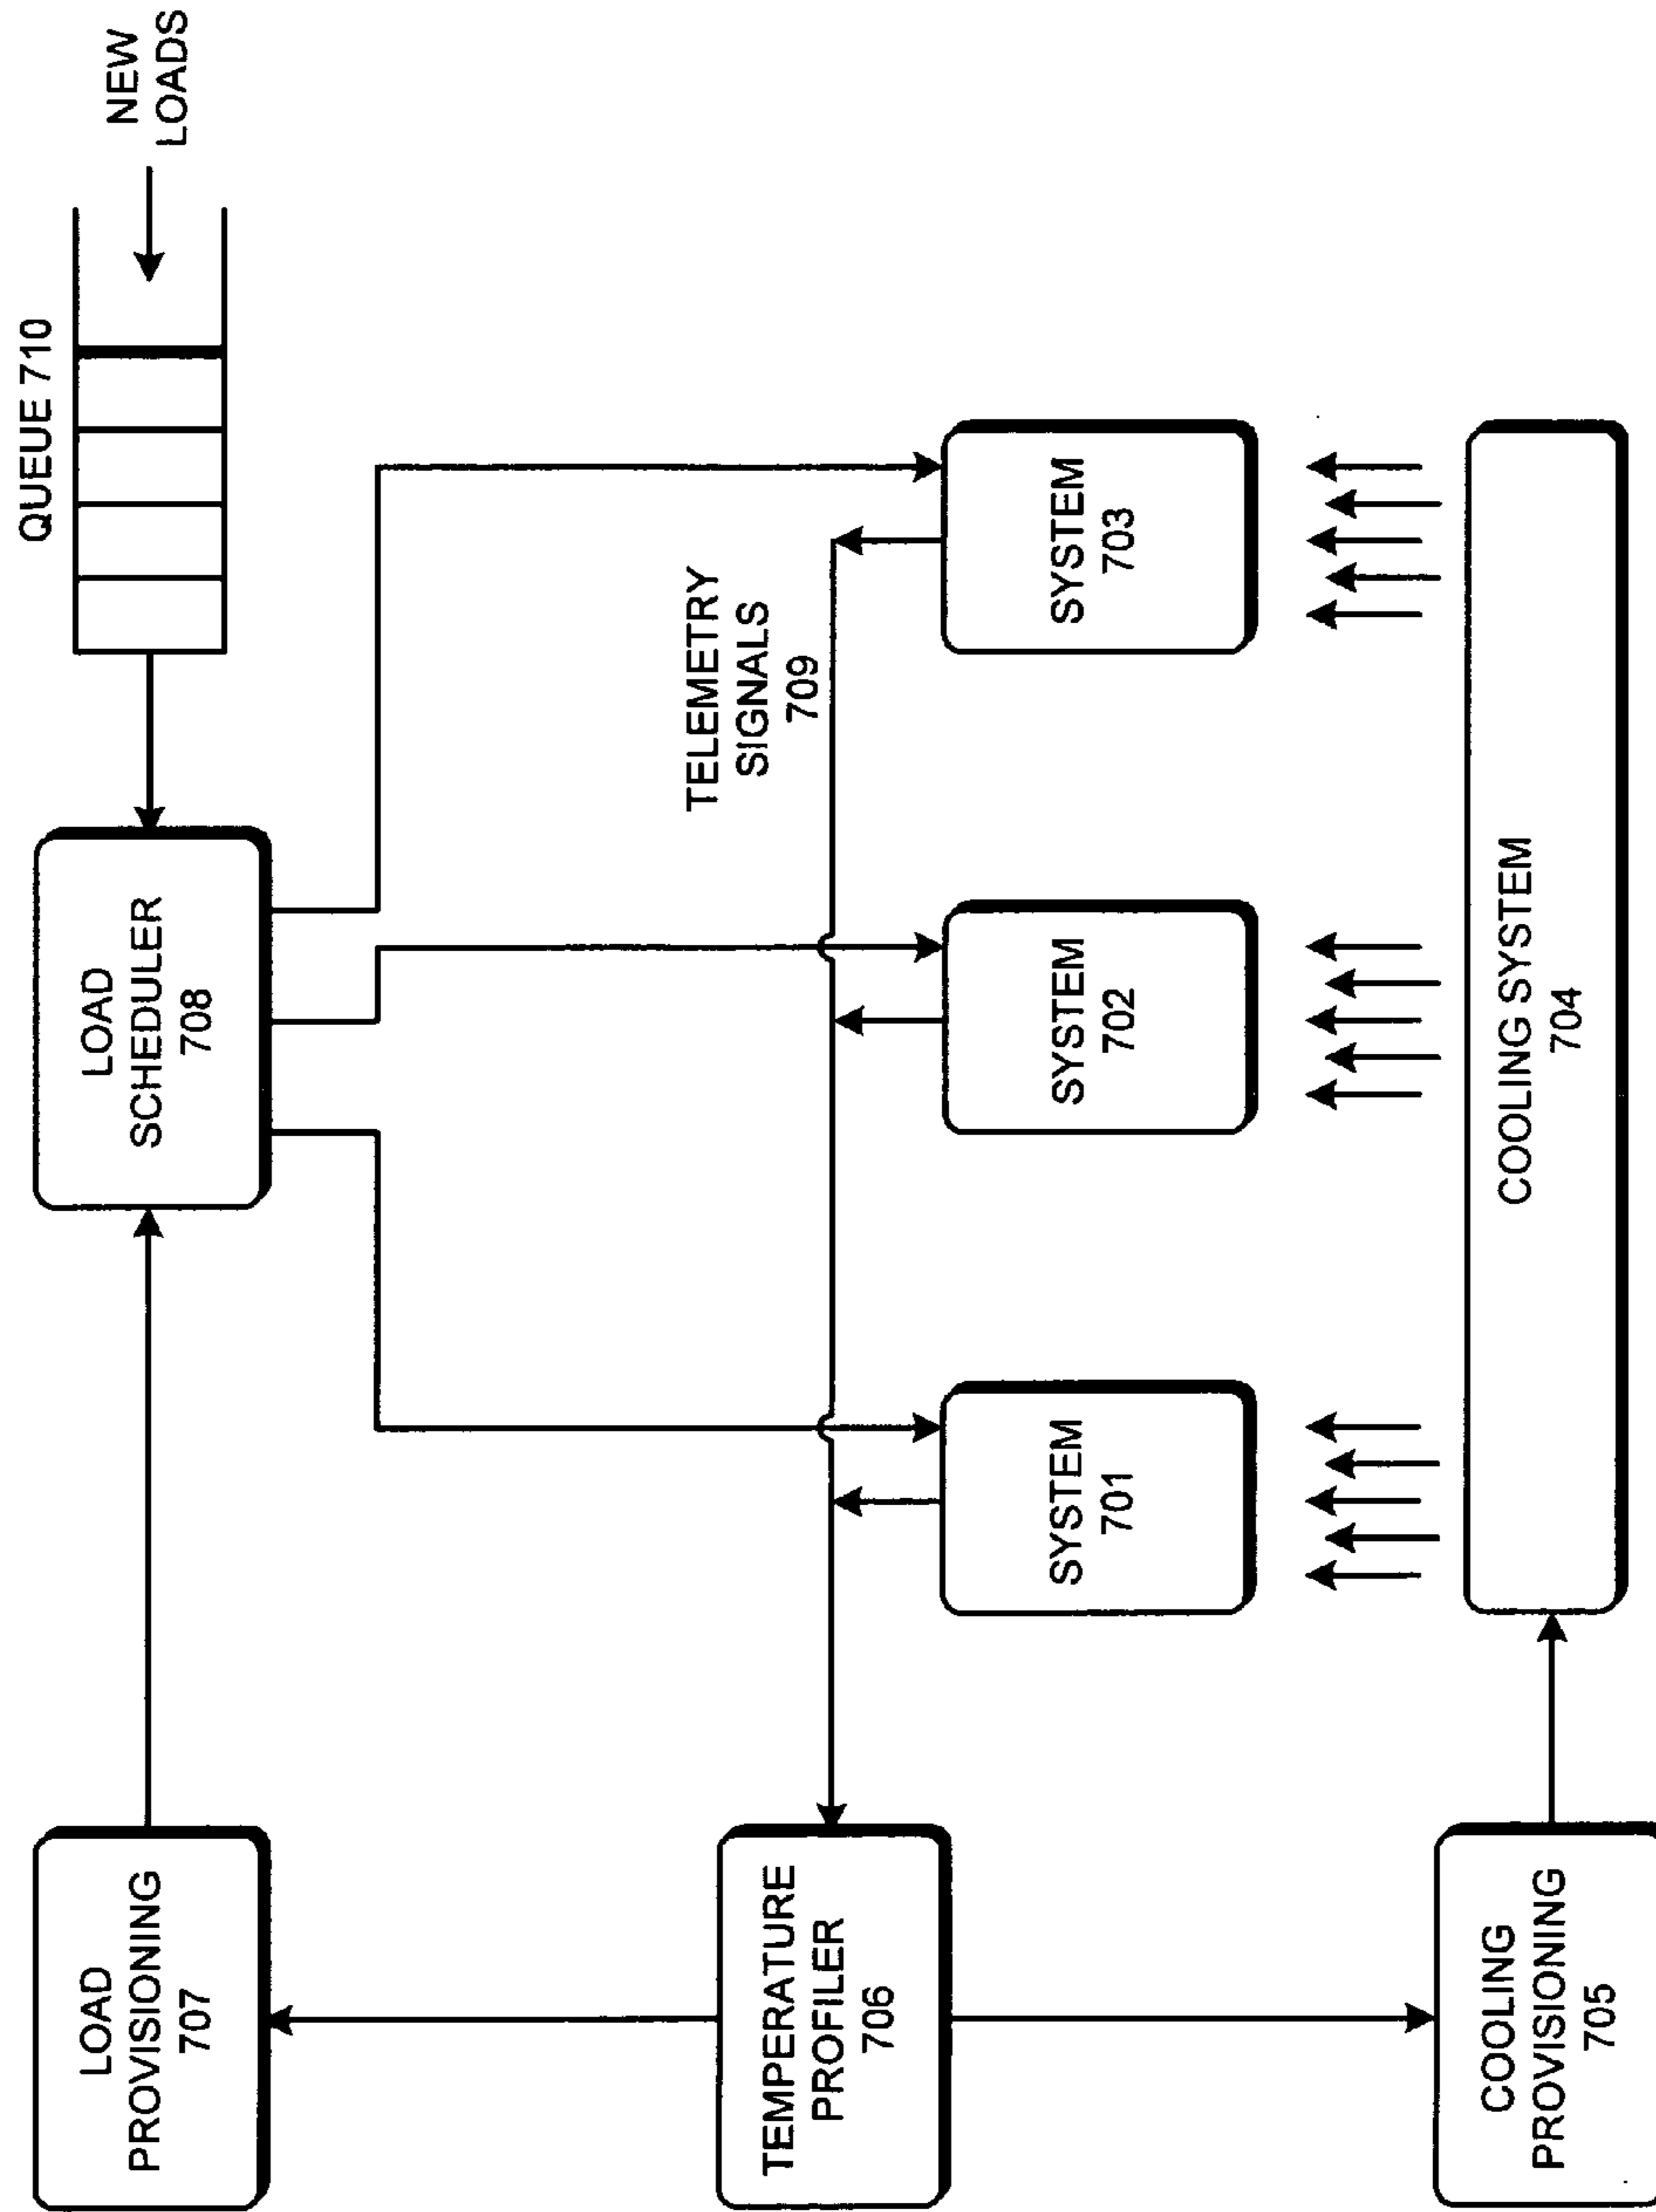 QUEUE 710
NEW
LOADS
LOAD
PROVISIONING
707
LOAD
SCHEDULER
708
TELEMETRY
SIGNALS
709
TEMPERATURE
PROFILER
706
SYSTEM
701
SYSTEM
702
SYSTEM
703
COOLING
PROVISIONING
705
COOLING SYSTEM
704